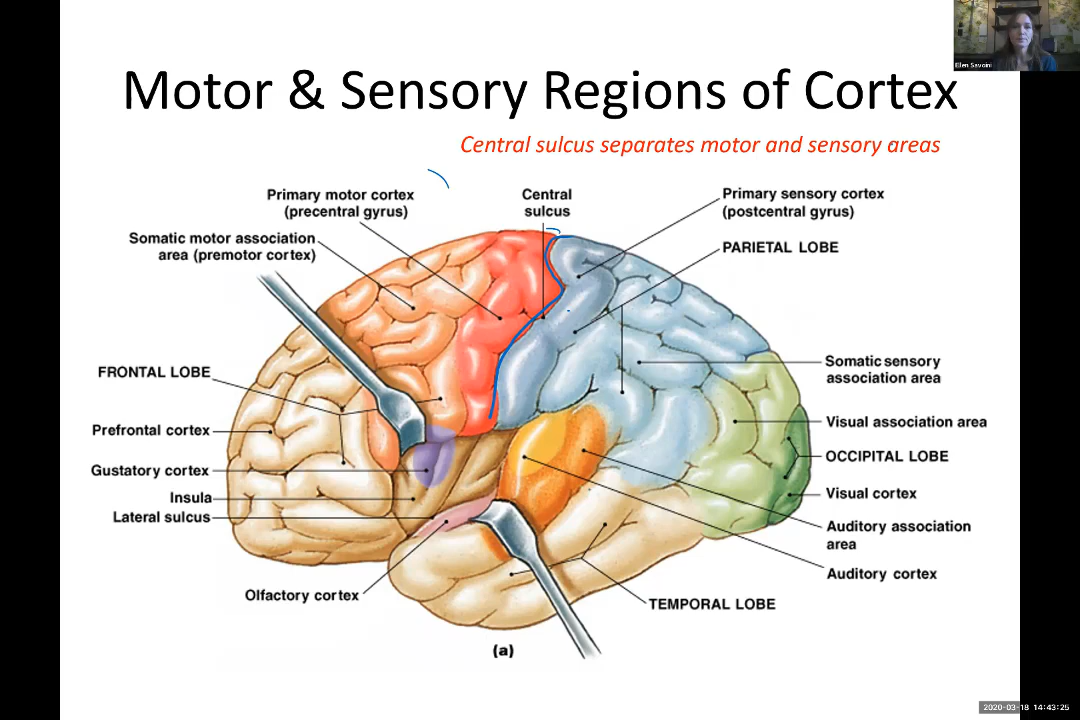 Ellen Savoini
Motor & Sensory Regions of Cortex
Central sulcus separates motor and sensory areas
Primary motor cortex
(precentral gyrus)
Central
sulcus
Primary sensory cortex
(postcentral gyrus)
Somatic motor association
area (premotor cortex)
PARIETAL LOBE
FRONTAL LOBE
Somatic sensory
association area
Prefrontal cortex
Visual association area
Gustatory cortex
OCCIPITAL LOBE
Insula
Visual cortex
Lateral sulcus
Auditory association
area
Auditory cortex
Olfactory cortex
TEMPORAL LOBE
(a)
2020-03-18 14:43:25